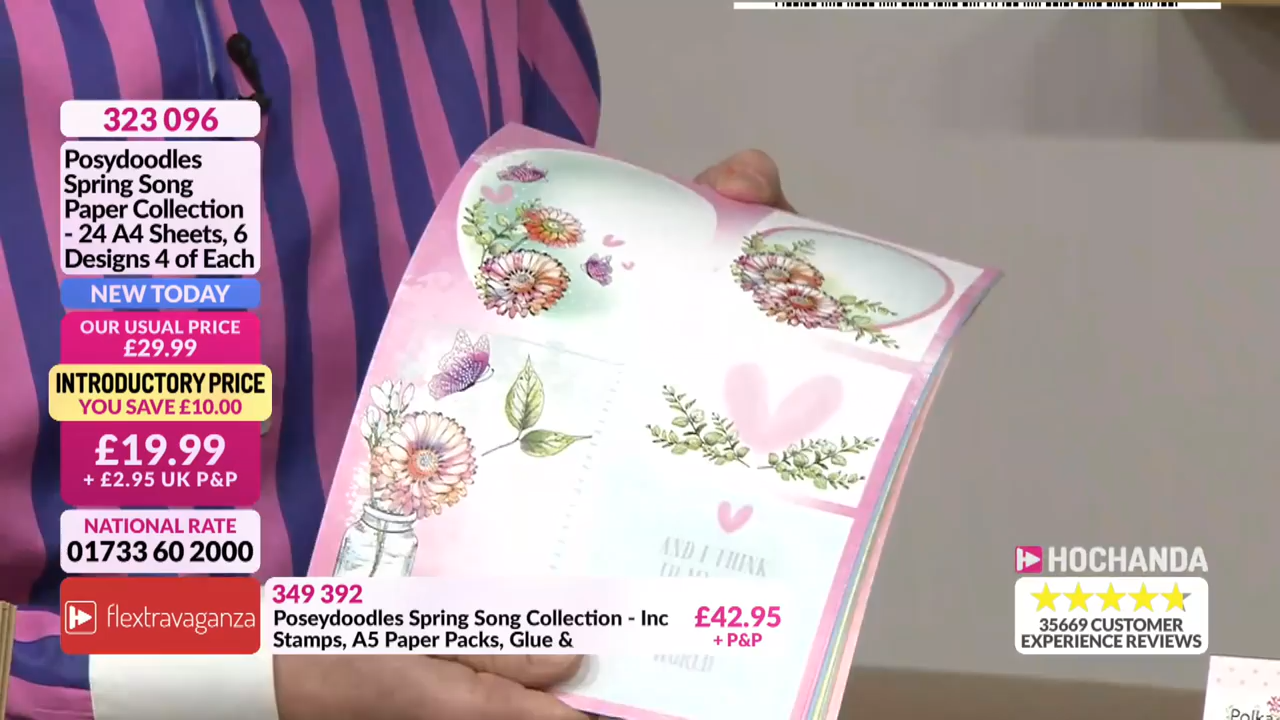 323 096
Posydoodles
Spring Song
Paper Collection
- 24 A4 Sheets, 6
Designs 4 of Each
NEW TODAY
OUR USUAL PRICE
£29.99
INTRODUCTORY PRICE
YOU SAVE £10.00
£19.99
+ £2.95 UK P&P
NATIONAL RATE
01733 60 2000
flextravaganza
349 392
Poseydoodles Spring Song Collection - Inc
Stamps, A5 Paper Packs, Glue &
£42.95
+ P&P
AND I THINK
WORLD
HOCHANDA
35669 CUSTOMER
EXPERIENCE REVIEWS